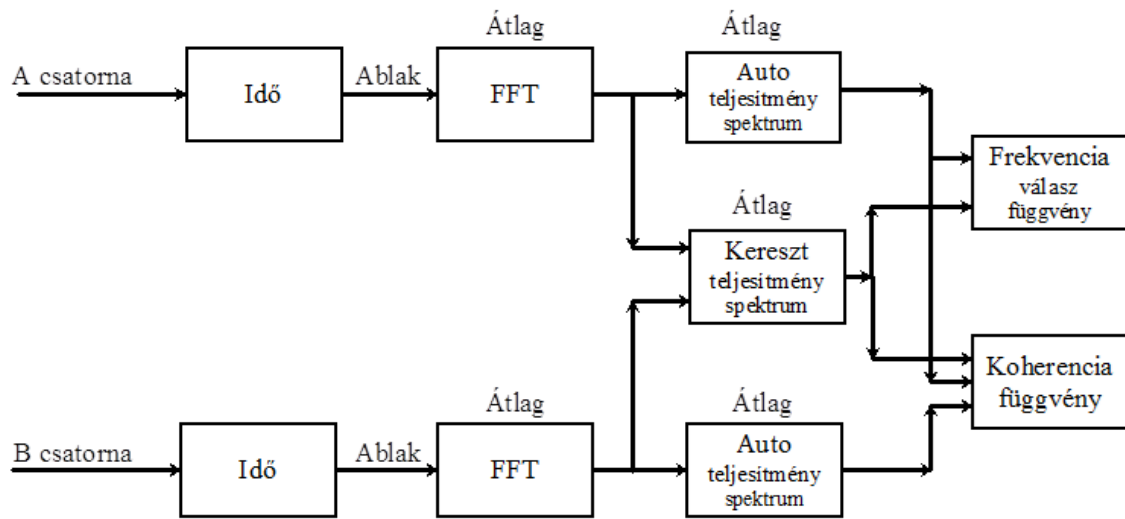 Átlag
Átlag
A csatorna
Idő
Ablak
FFT
Auto
teljesítmény
spektrum
Frekvencia
válasz
függvény
Átlag
Kereszt
teljesítmény
spektrum
Koherencia
függvény
Átlag
Átlag
B csatorna
Idő
Ablak
FFT
Auto
teljesítmény
spektrum